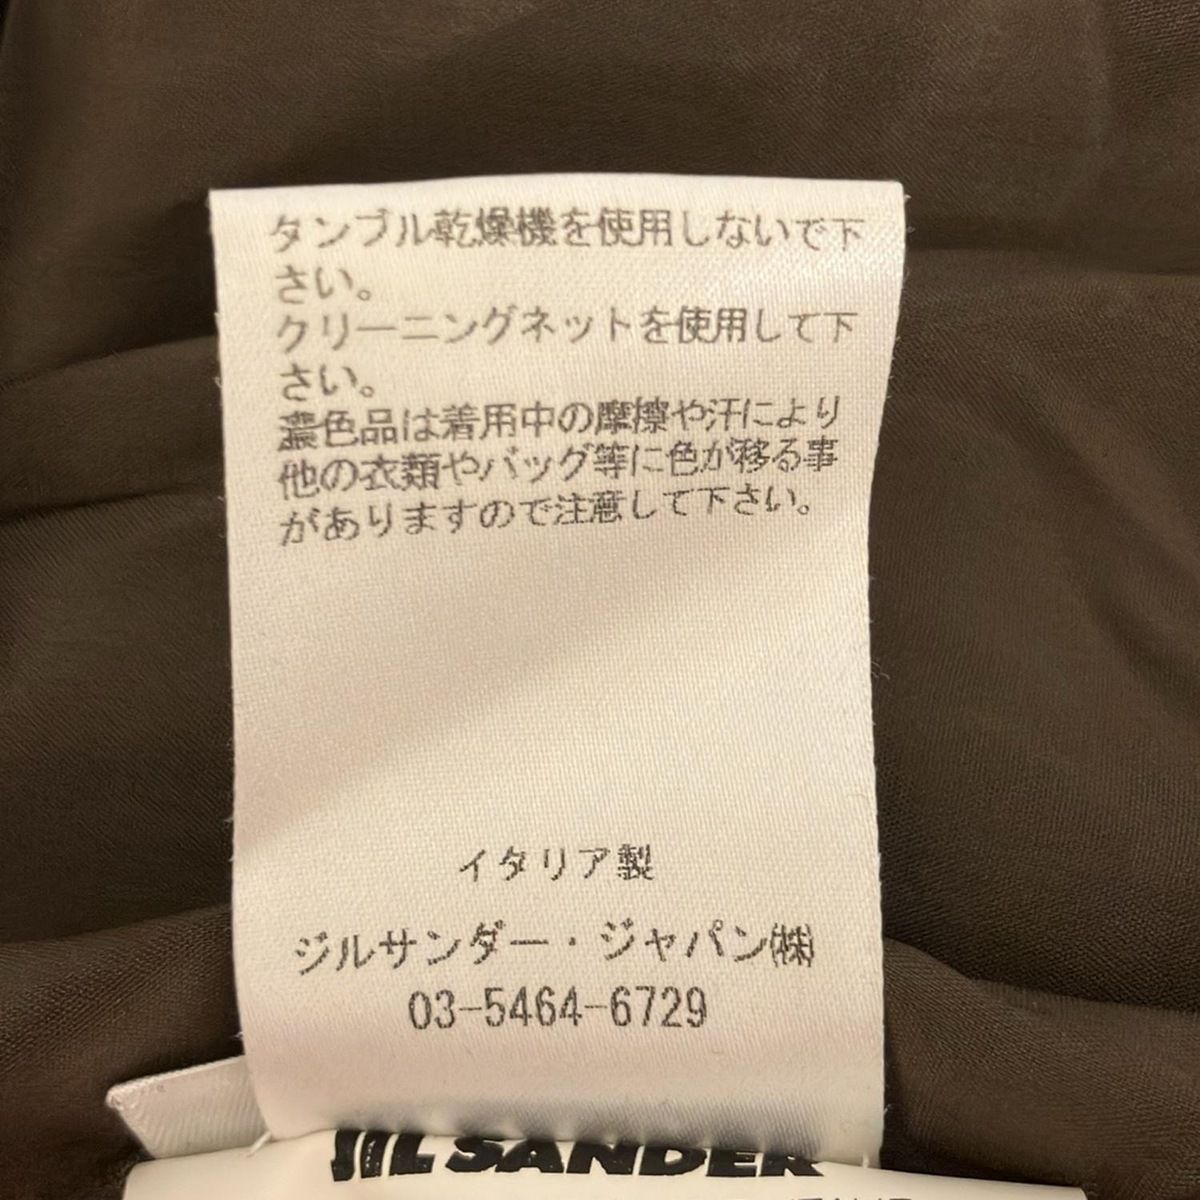 タンブル乾燥機を使用しないで下
さい。
クリーニングネットを使用して下
さい。
濃色品は着用中の摩擦や汗により
他の衣類やバッグ等に色が移る事
がありますので注意して下さい。
イタリア製
ジルサンダー・ジャパン㈱
03-5464-6729
JIL SANDER